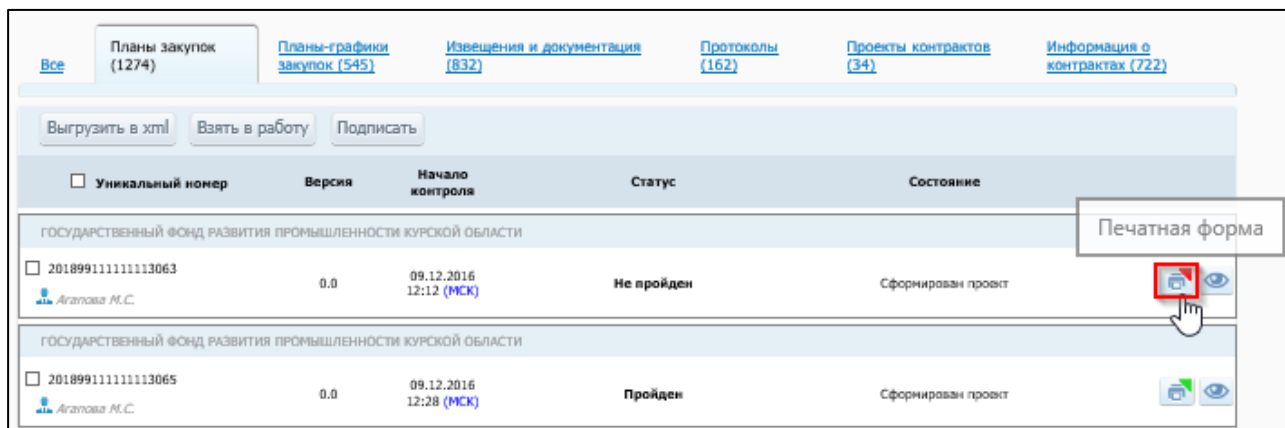 Все
Планы закупок
(1274)
Планы-графики
закупок (545)
Извещения и документация
(832)
Протоколы
(162)
Проекты контрактов
(34)
Информация о
контрактах (722)
Выгрузить в xml Взять в работу Подписать
Уникальный номер Версия Начало
контроля Статус Состояние
Печатная форма
ГОСУДАРСТВЕННЫЙ ФОНД РАЗВИТИЯ ПРОМЫШЛЕННОСТИ КУРСКОЙ ОБЛАСТИ
201899111111113063
Агапова М.С.
0.0
09.12.2016
12:12 (МСК)
Не пройден
Сформирован проект
ГОСУДАРСТВЕННЫЙ ФОНД РАЗВИТИЯ ПРОМЫШЛЕННОСТИ КУРСКОЙ ОБЛАСТИ
201899111111113065
Агапова М.С.
0.0
09.12.2016
12:28 (МСК)
Пройден
Сформирован проект